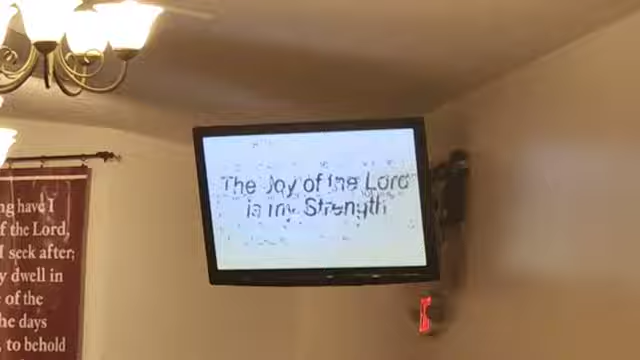 ng have I
f the Lord,
I seek after;
y dwell in
e of the
he days
, to behold
The Joy of the Lord
is my Strength